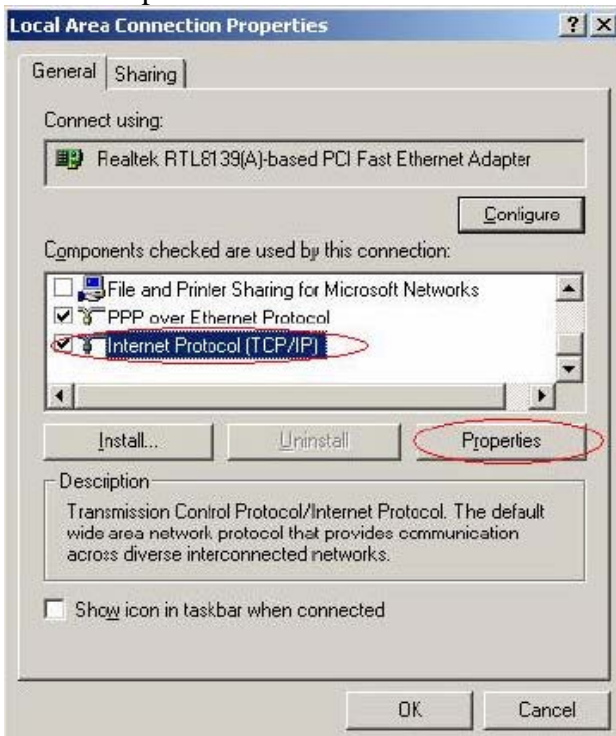 Local Area Connection Properties
General
Sharing
Connect using:
Realtek RTL8139(A)-based PCI Fast Ethernet Adapter
Configure
Components checked are used by this connection:
File and Printer Sharing for Microsoft Networks
PPP over Ethernet Protocol
Internet Protocol (TCP/IP)
Install...
Uninstall
Properties
Description
Transmission Control Protocol/Internet Protocol. The default
wide area network protocol that provides communication
across diverse interconnected networks.
Show icon in taskbar when connected
OK
Cancel